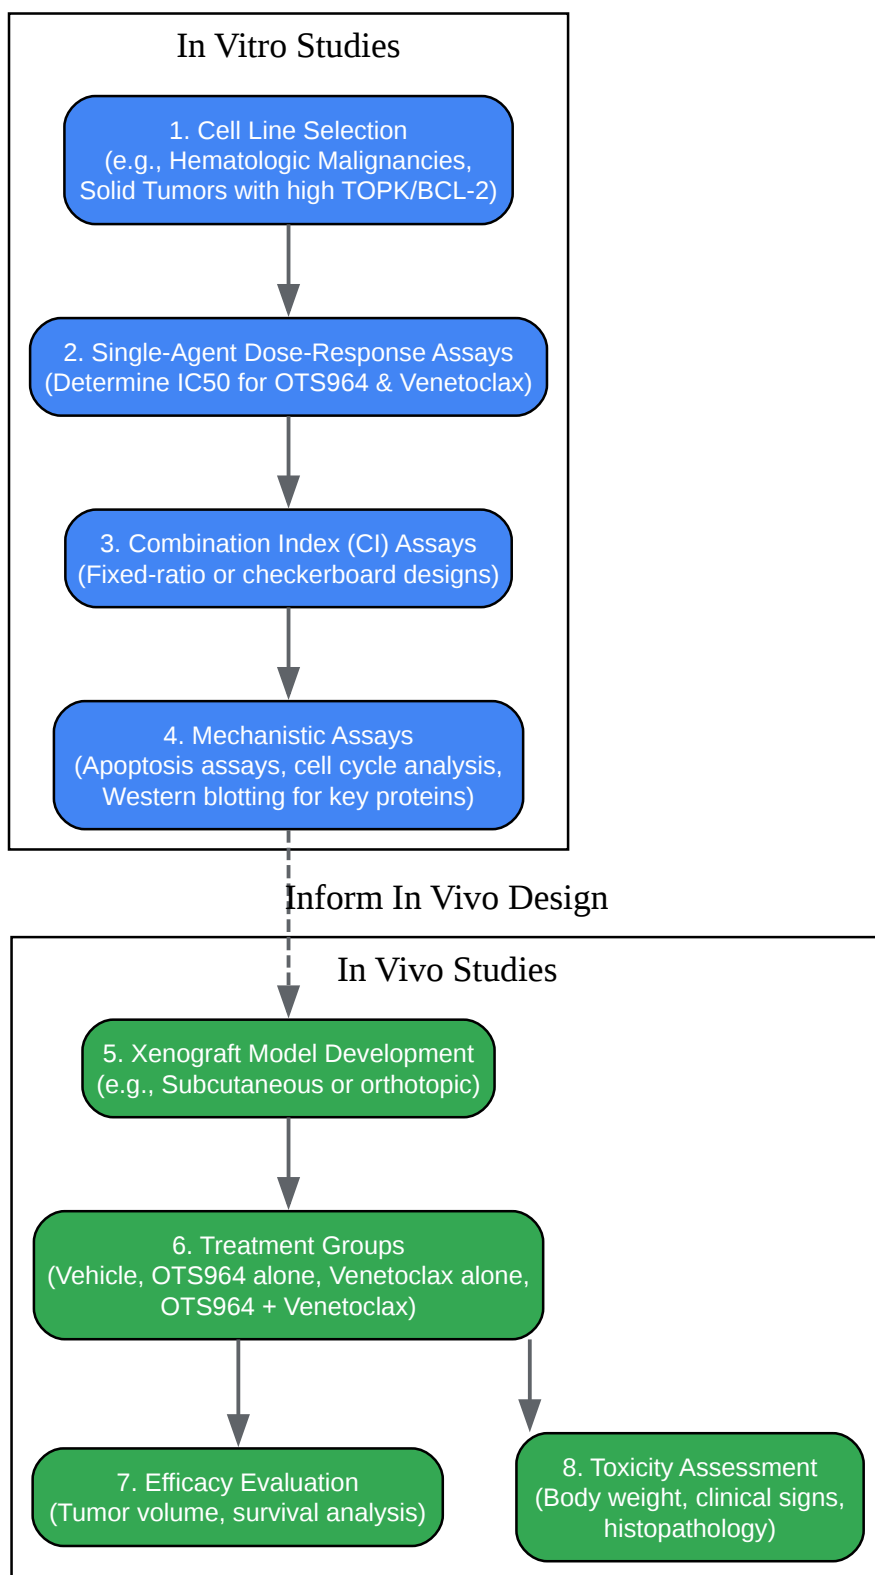 In Vitro Studies
1. Cell Line Selection
(e.g., Hematologic Malignancies,
Solid Tumors with high TOPK/BCL-2)
2. Single-Agent Dose-Response Assays
(Determine IC50 for OTS964 & Venetoclax)
3. Combination Index (CI) Assays
(Fixed-ratio or checkerboard designs)
4. Mechanistic Assays
(Apoptosis assays, cell cycle analysis,
Western blotting for key proteins)
Inform In Vivo Design
In Vivo Studies
5. Xenograft Model Development
(e.g., Subcutaneous or orthotopic)
6. Treatment Groups
(Vehicle, OTS964 alone, Venetoclax alone,
OTS964 + Venetoclax)
7. Efficacy Evaluation
(Tumor volume, survival analysis)
8. Toxicity Assessment
(Body weight, clinical signs,
histopathology)